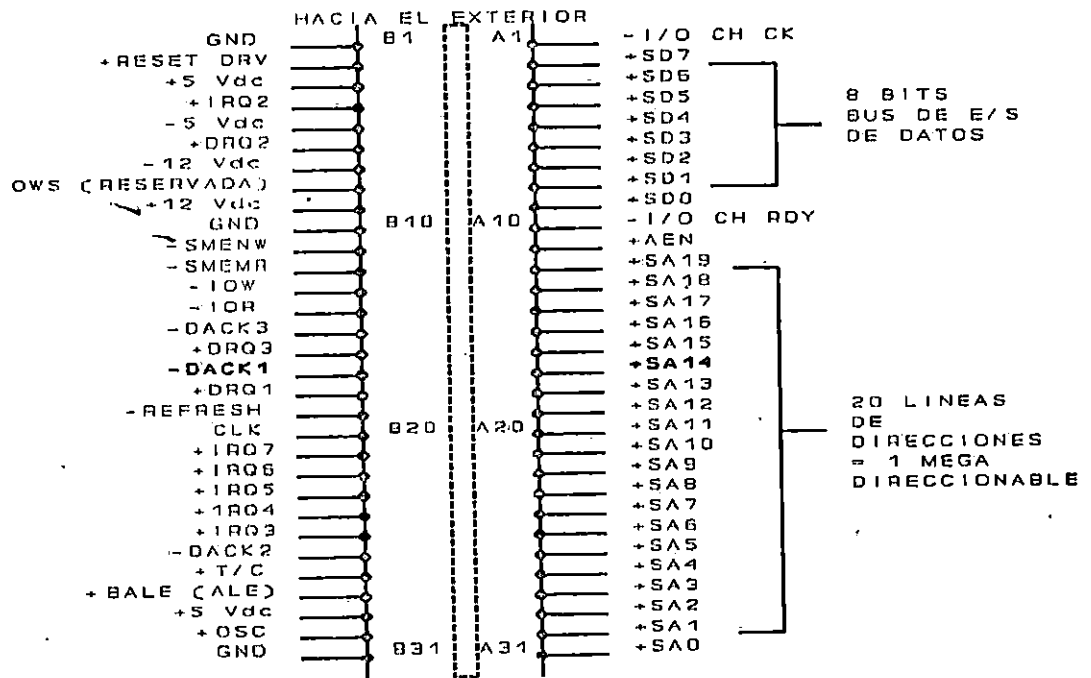 HACIA EL EXTERIOR
B1 A1
GND
+RESET DRV
+5 Vdc
+IRQ2
-5 Vdc
+DRQ2
-12 Vdc
OWS (RESERVADA)
+12 Vdc
GND
-SMENW
-SMEMR
-IOW
-IOR
-DACK3
+DRQ3
-DACK1
+DRQ1
-REFRESH
CLK
+IRQ7
+IRQ6
+IRQ5
+IRQ4
+IRQ3
-DACK2
+T/C
+BALE (ALE)
+5 Vdc
+OSC
GND
B10 A10
B20 A20
B31 A31
-I/O CH CK
+SD7
+SD6
+SD5
+SD4
+SD3
+SD2
+SD1
+SD0
-I/O CH RDY
+AEN
+SA19
+SA18
+SA17
+SA16
+SA15
+SA14
+SA13
+SA12
+SA11
+SA10
+SA9
+SA8
+SA7
+SA6
+SA5
+SA4
+SA3
+SA2
+SA1
+SA0
8 BITS
BUS DE E/S
DE DATOS
20 LINEAS
DE
DIRECCIONES
= 1 MEGA
DIRECCIONABLE